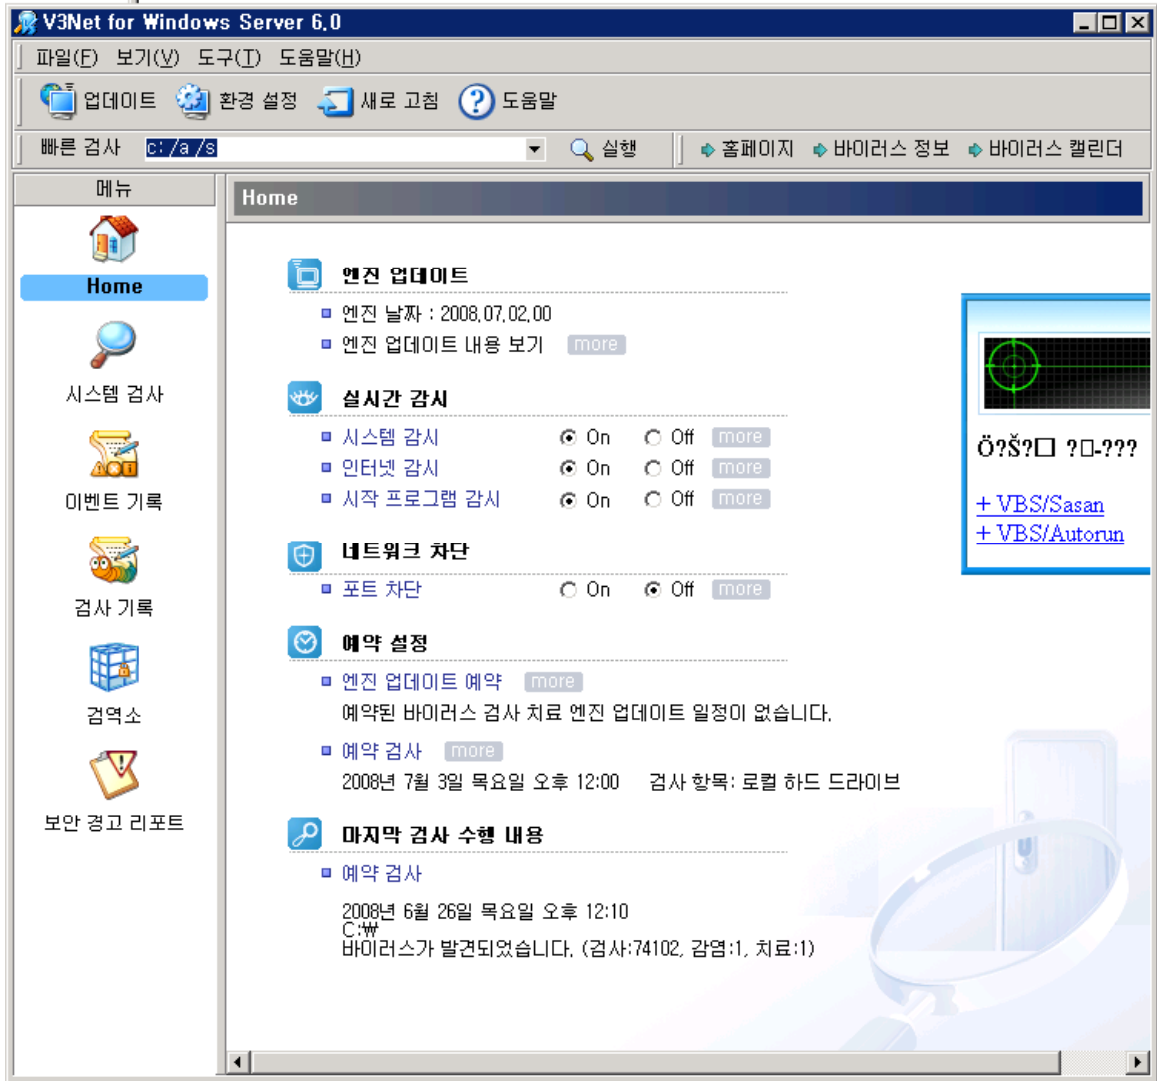 V3Net for Windows Server 6.0
파일(F) 보기(V) 도구(T) 도움말(H)
업데이트 환경 설정 새로 고침 도움말
빠른 검사 c: /a /s 실행 홈페이지 바이러스 정보 바이러스 캘린더
메뉴
Home
시스템 검사
이벤트 기록
검사 기록
검역소
보안 경고 리포트
Home
엔진 업데이트
엔진 날짜 : 2008.07.02.00
엔진 업데이트 내용 보기 more
실시간 감시
시스템 감시 On Off more
인터넷 감시 On Off more
시작 프로그램 감시 On Off more
네트워크 차단
포트 차단 On Off more
예약 설정
엔진 업데이트 예약 more
예약된 바이러스 검사 치료 엔진 업데이트 일정이 없습니다.
예약 검사 more
2008년 7월 3일 목요일 오후 12:00 검사 항목: 로컬 하드 드라이브
마지막 검사 수행 내용
예약 검사
2008년 6월 26일 목요일 오후 12:10
C:₩
바이러스가 발견되었습니다. (검사:74102, 감염:1, 치료:1)
Ö?Š?□ ?□-???
+ VBS/Sasan
+ VBS/Autorun